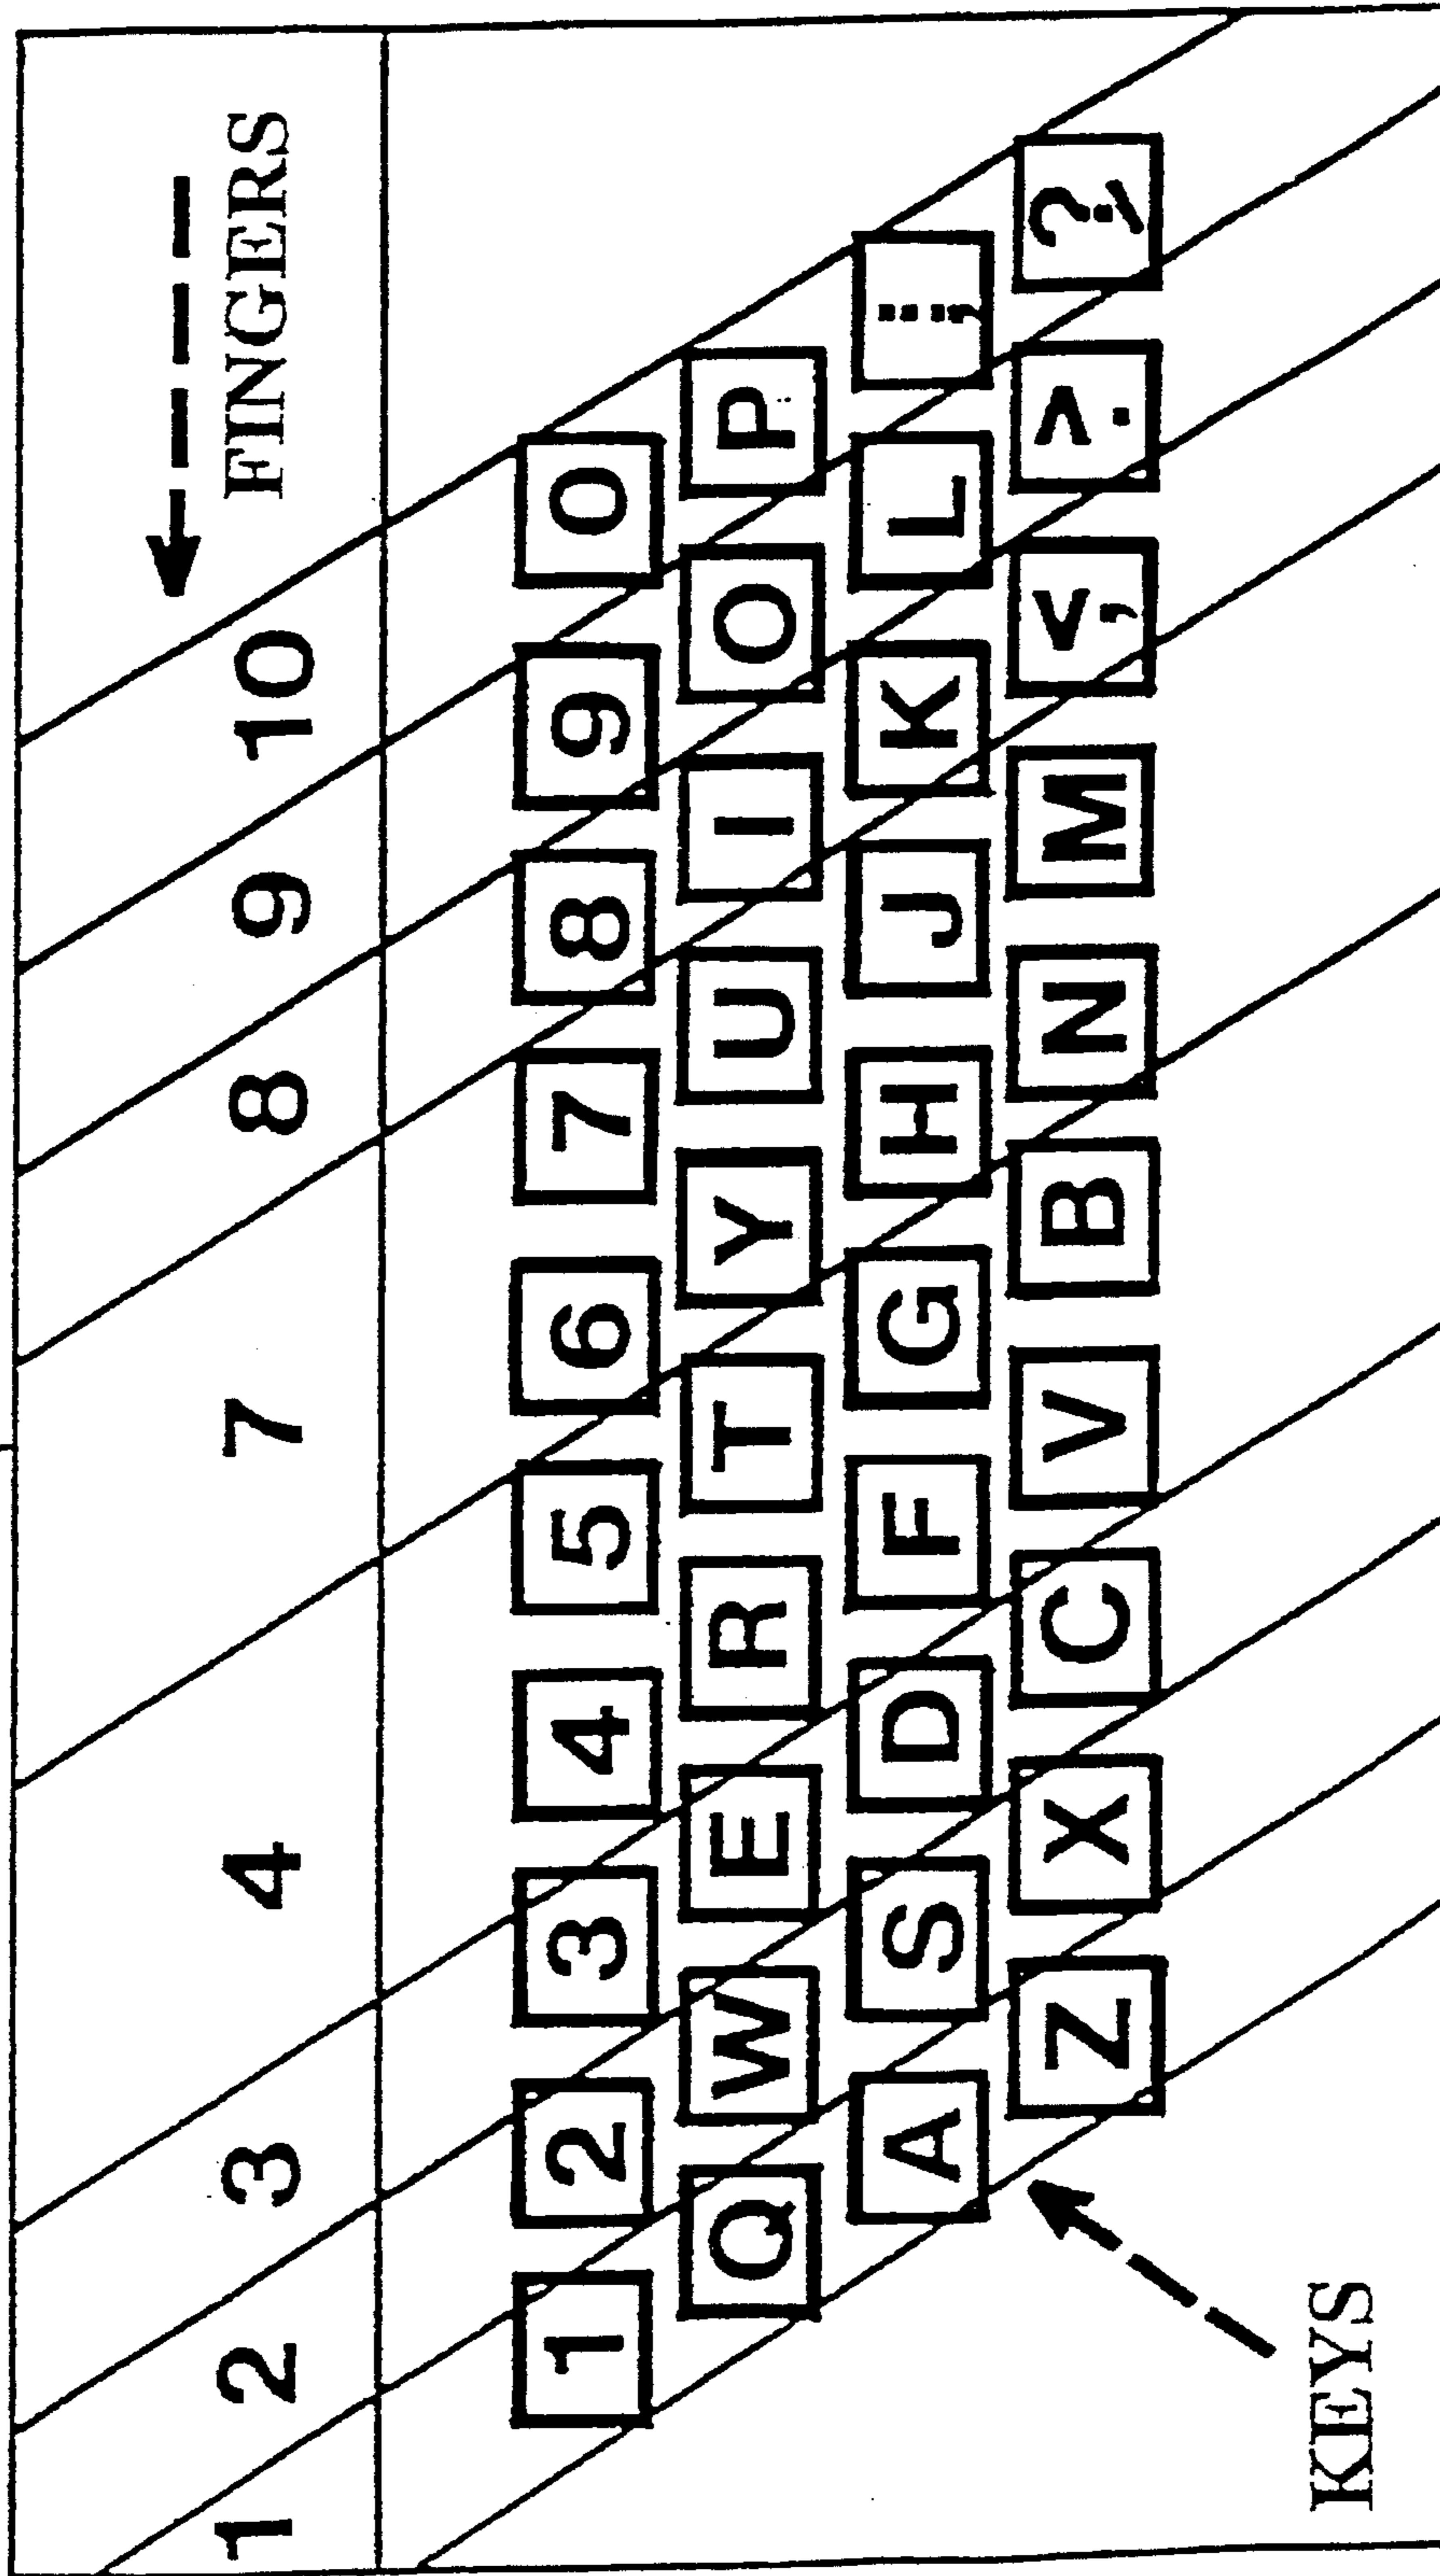 1 2 3 4 7 8 9 10 FINGERS
1 2 3 4 5 6 7 8 9 0
Q W E R T Y U I O P
A S D F G H J K L : ;
Z X C V B N M < , > . ? /
KEYS